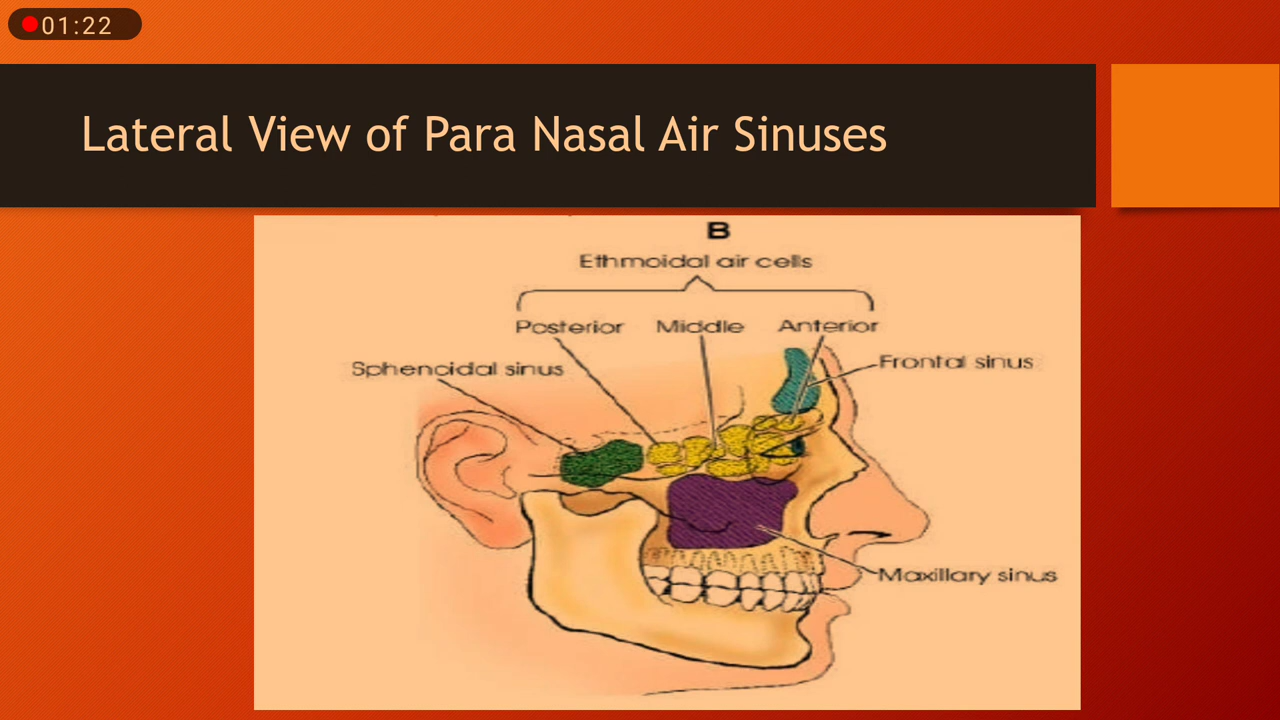 01:22
Lateral View of Para Nasal Air Sinuses
B
Ethmoidal air cells
Posterior Middle Anterior
Sphenoidal sinus
Frontal sinus
Maxillary sinus